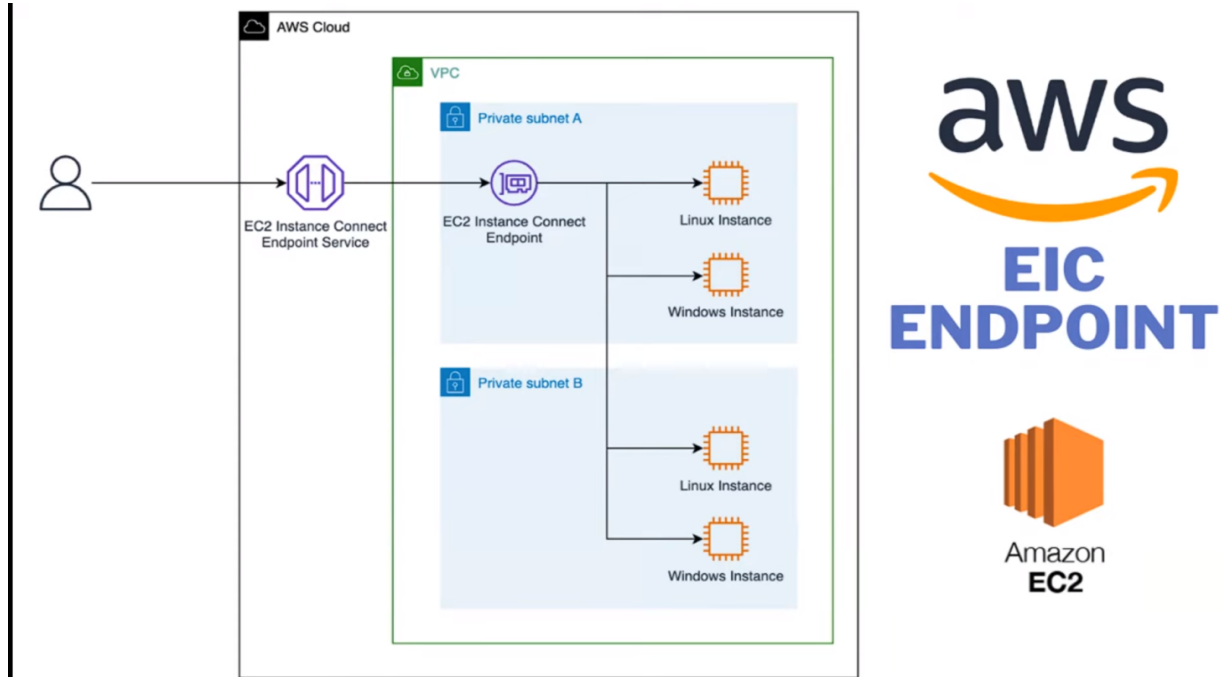 AWS Cloud
VPC
Private subnet A
EC2 Instance Connect
Endpoint Service
EC2 Instance Connect
Endpoint
Linux Instance
Windows Instance
Private subnet B
Linux Instance
Windows Instance
aws
EIC
ENDPOINT
Amazon
EC2